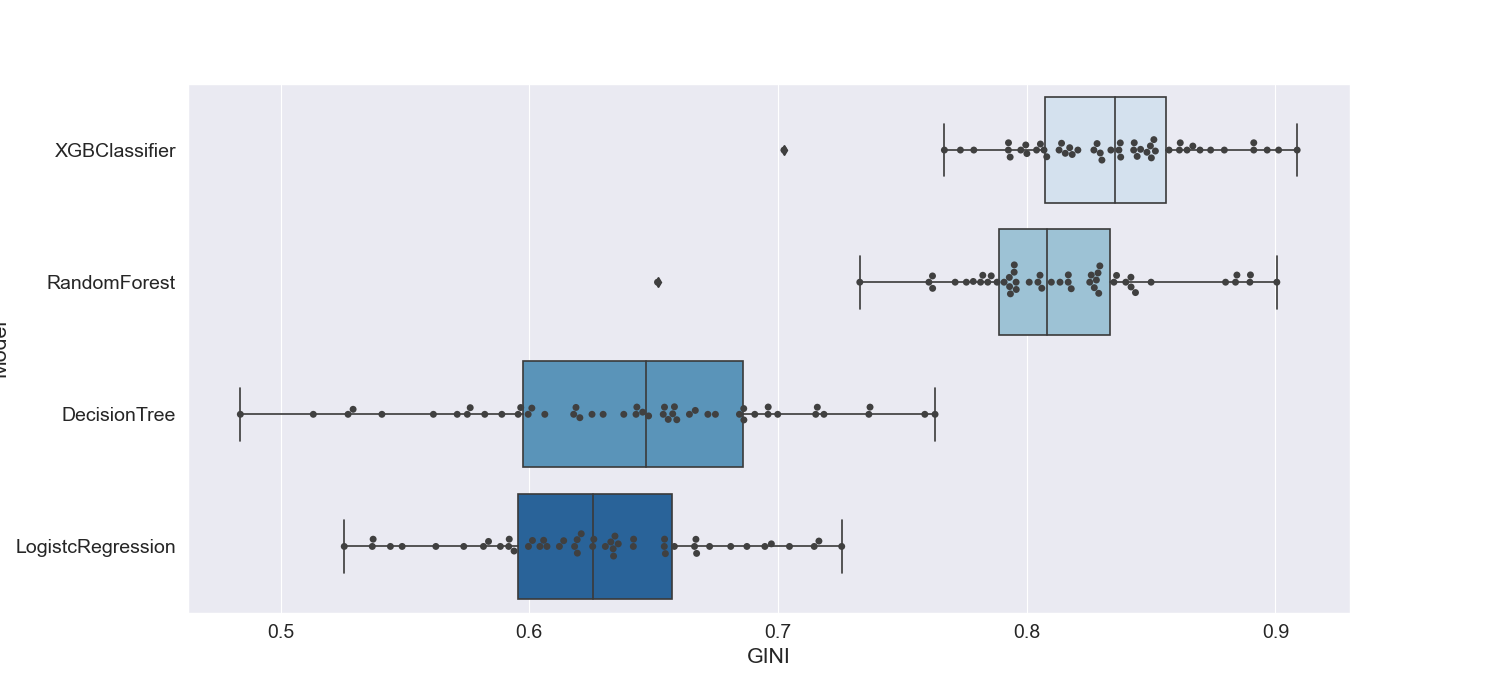 XGBClassifier
RandomForest
DecisionTree
LogistcRegression
0.5 0.6 0.7 0.8 0.9
GINI
Model